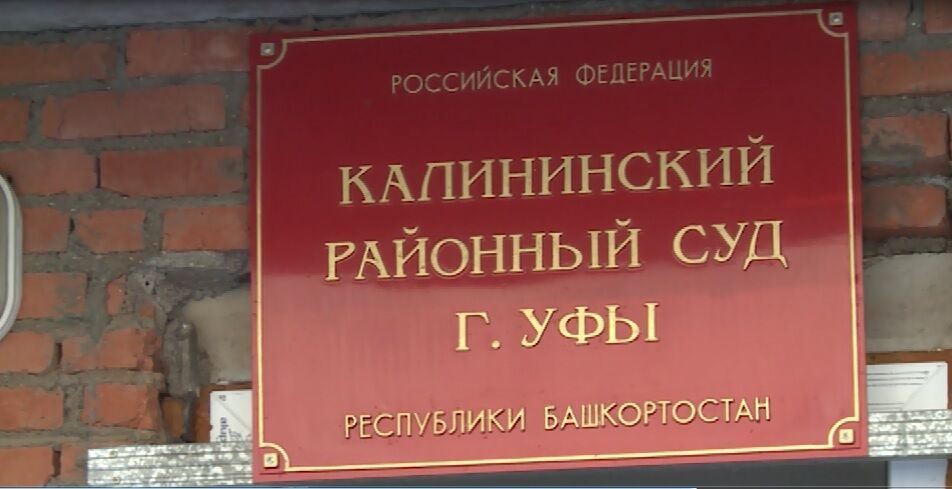 РОССИЙСКАЯ ФЕДЕРАЦИЯ
КАЛИНИНСКИЙ
РАЙОННЫЙ СУД
Г. УФЫ
РЕСПУБЛИКИ БАШКОРТОСТАН